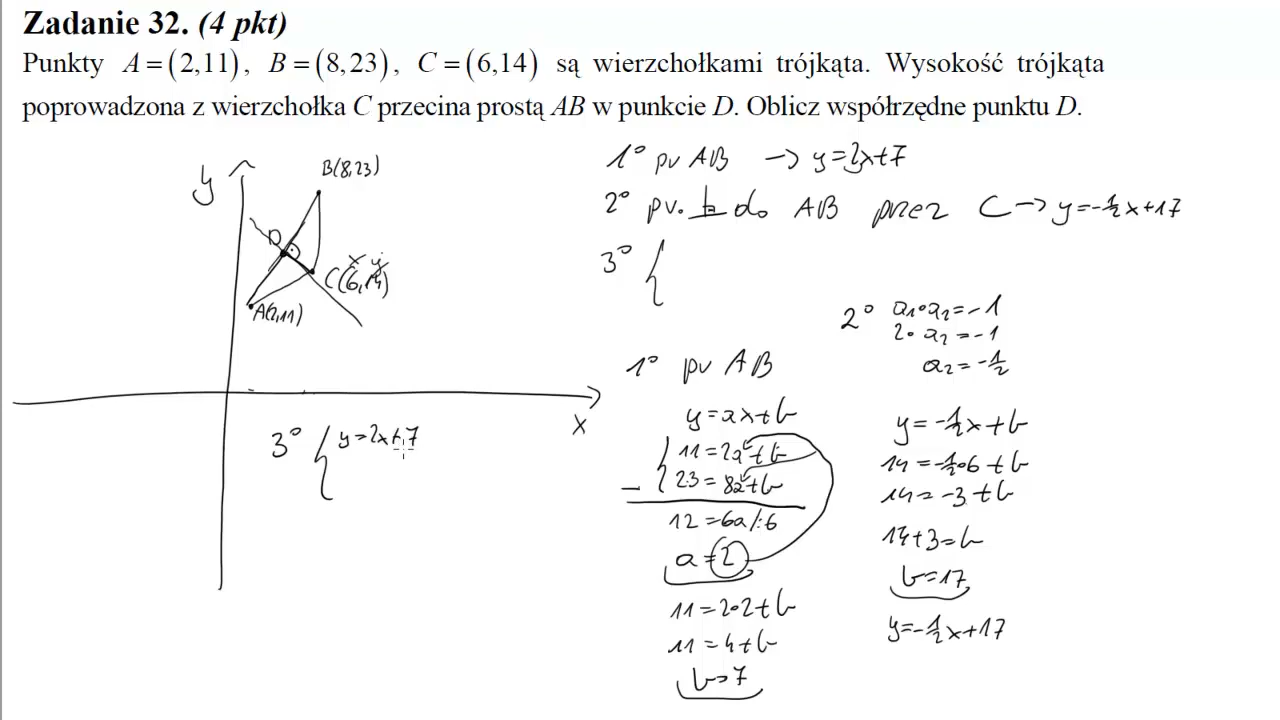 Zadanie 32. (4 pkt)
Punkty A=(2,11), B=(8,23), C=(6,14) są wierzchołkami trójkąta. Wysokość trójkąta
poprowadzona z wierzchołka C przecina prostą AB w punkcie D. Oblicz współrzędne punktu D.
1° pr AB → y=2x+7
2° pr. ⊥ do AB przez C → y=-½x+17
3° {
y
B(8,23)
D
x y
C(6,14)
A(2,11)
x
3° { y=2x+7
1° pr AB
y=ax+b
11=2a+b
23=8a+b
12=6a/:6
a=2
11=2·2+b
11=4+b
b=7
2° a₁·a₂=-1
2·a₂=-1
a₂=-½
y=-½x+b
14=-½·6+b
14=-3+b
14+3=b
b=17
y=-½x+17